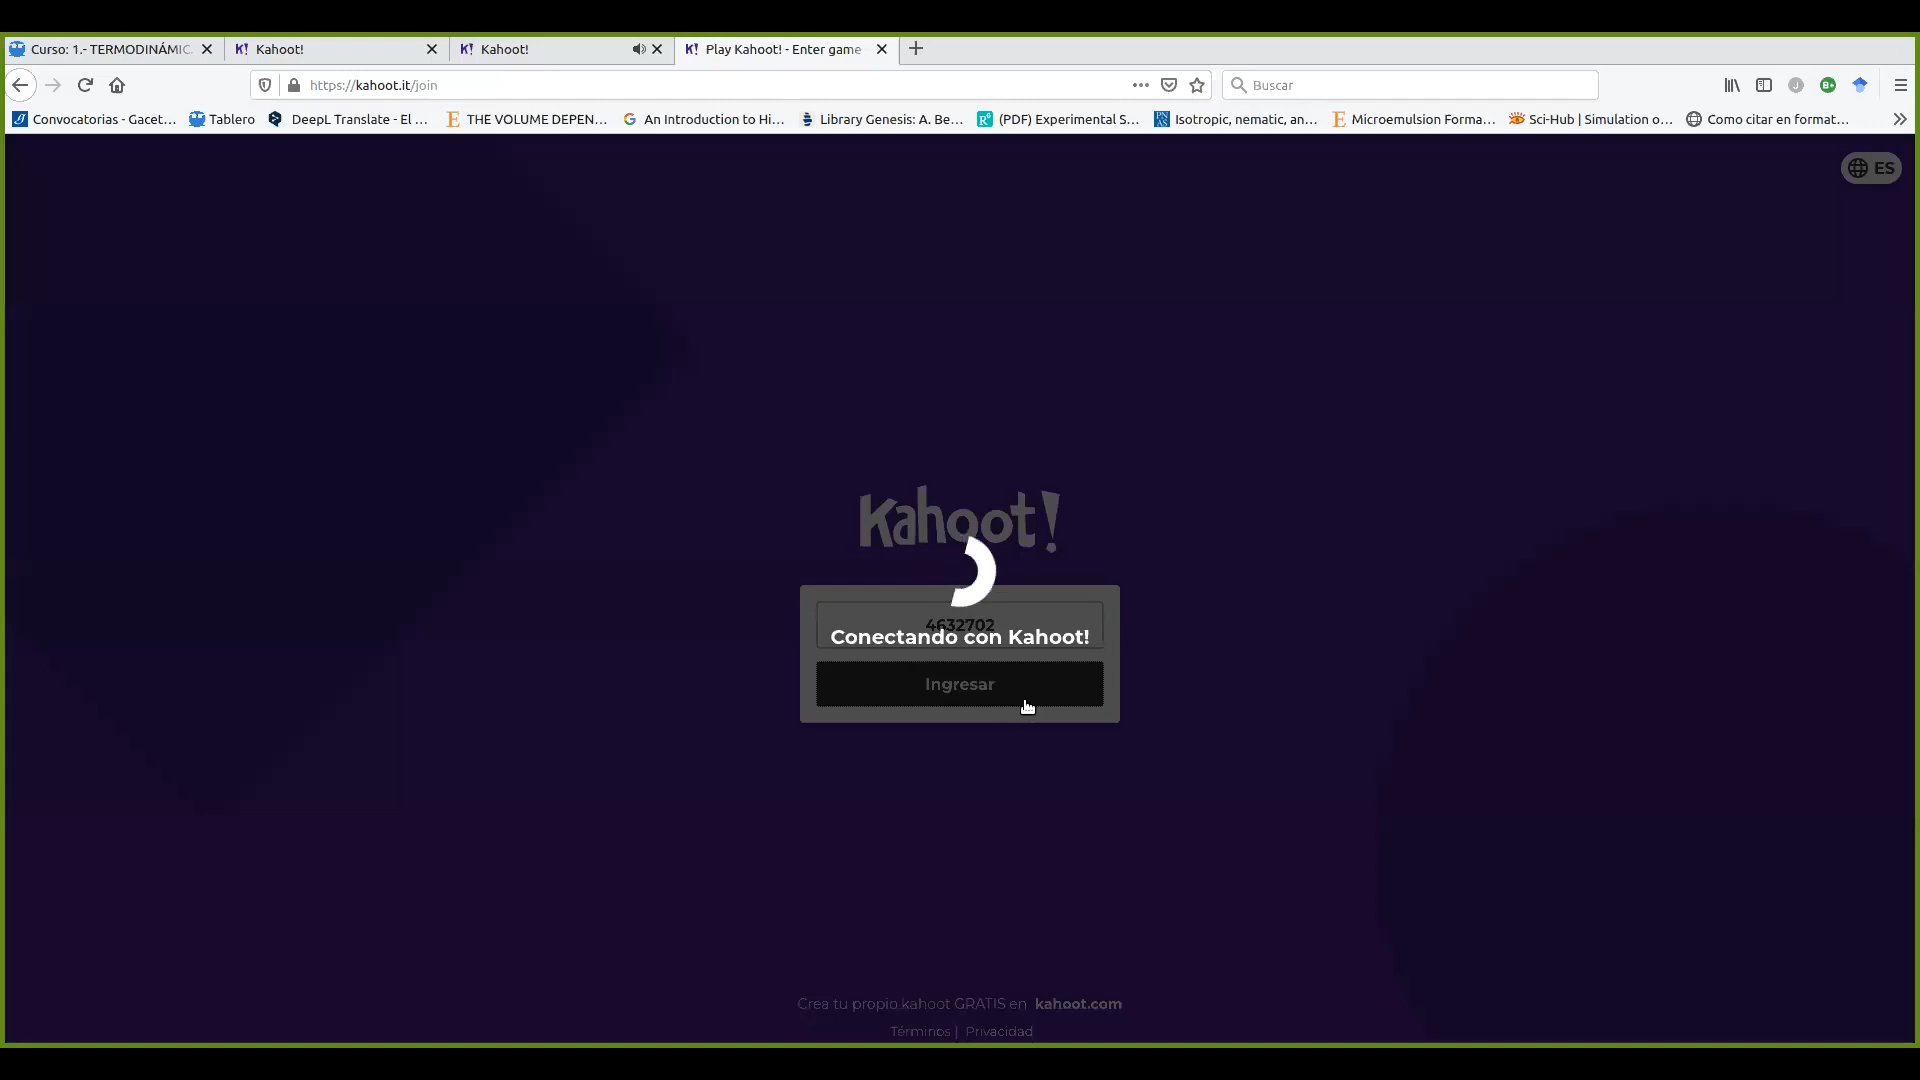 Curso: 1.- TERMODINÁMIC
Kahoot!
Kahoot!
Play Kahoot! - Enter game
https://kahoot.it/join
Buscar
Convocatorias - Gacet...
Tablero
DeepL Translate - El ...
THE VOLUME DEPEN...
An Introduction to Hi...
Library Genesis: A. Be...
(PDF) Experimental S...
Isotropic, nematic, an...
Microemulsion Forma...
Sci-Hub | Simulation o...
Como citar en format...
ES
Kahoot!
4632702
Conectando con Kahoot!
Ingresar
Crea tu propio kahoot GRATIS en kahoot.com
Términos | Privacidad